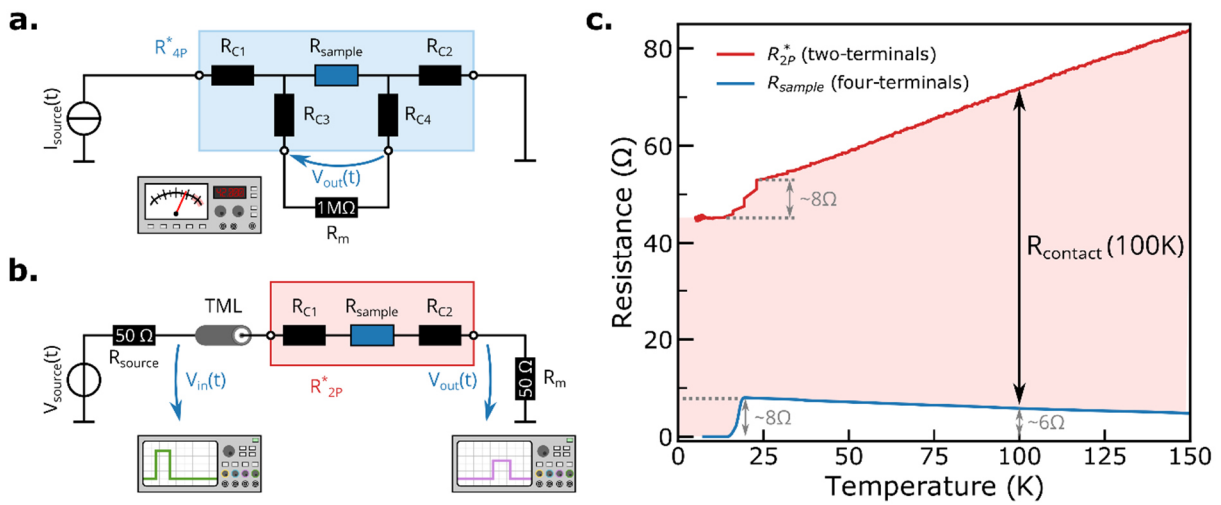 a.
R*4P
RC1
Rsample
RC2
RC3
RC4
Isource(t)
Vout(t)
1MΩ
Rm
b.
TML
RC1
Rsample
RC2
50 Ω
Rsource
Vsource(t)
Vin(t)
R*2P
Vout(t)
50 Ω
Rm
c.
R*2P (two-terminals)
Rsample (four-terminals)
~8Ω
Rcontact (100K)
~8Ω
~6Ω
Resistance (Ω)
80
60
40
20
0
0
25
50
75
100
125
150
Temperature (K)